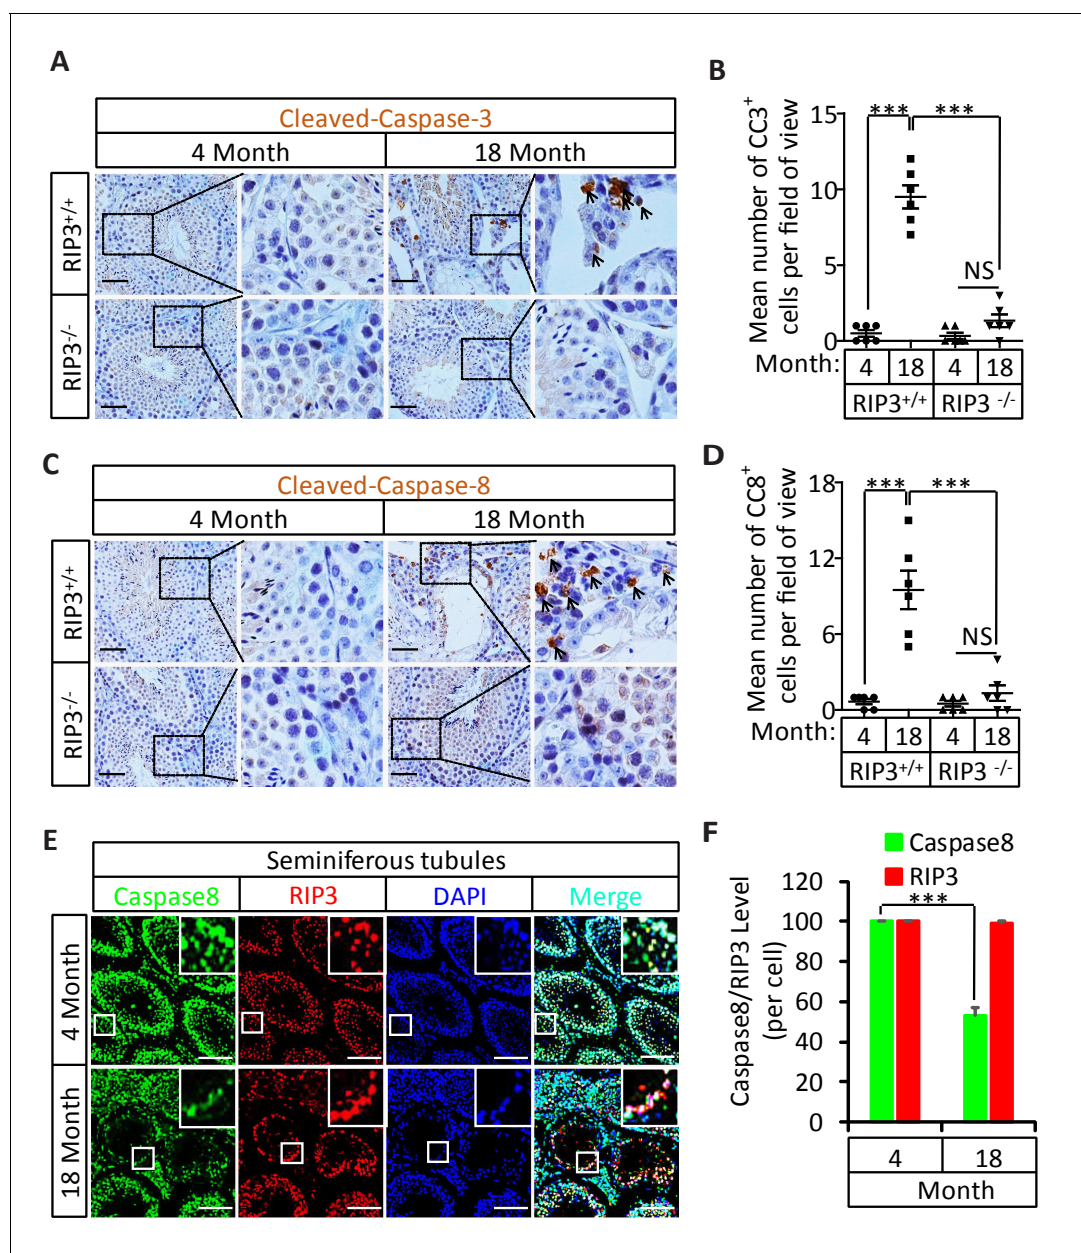 A
Cleaved-Caspase-3
4 Month
18 Month
RIP3+/+
RIP3-/-
B
Mean number of CC3+
cells per field of view
15
10
5
0
***
***
NS
Month:
4
18
4
18
RIP3+/+
RIP3 -/-
C
Cleaved-Caspase-8
4 Month
18 Month
RIP3+/+
RIP3-/-
D
Mean number of CC8+
cells per field of view
18
12
6
0
***
***
NS
Month:
4
18
4
18
RIP3+/+
RIP3 -/-
E
Seminiferous tubules
Caspase8
RIP3
DAPI
Merge
4 Month
18 Month
F
Caspase8
RIP3
Caspase8/RIP3 Level
(per cell)
120
100
80
60
40
20
0
***
4
18
Month